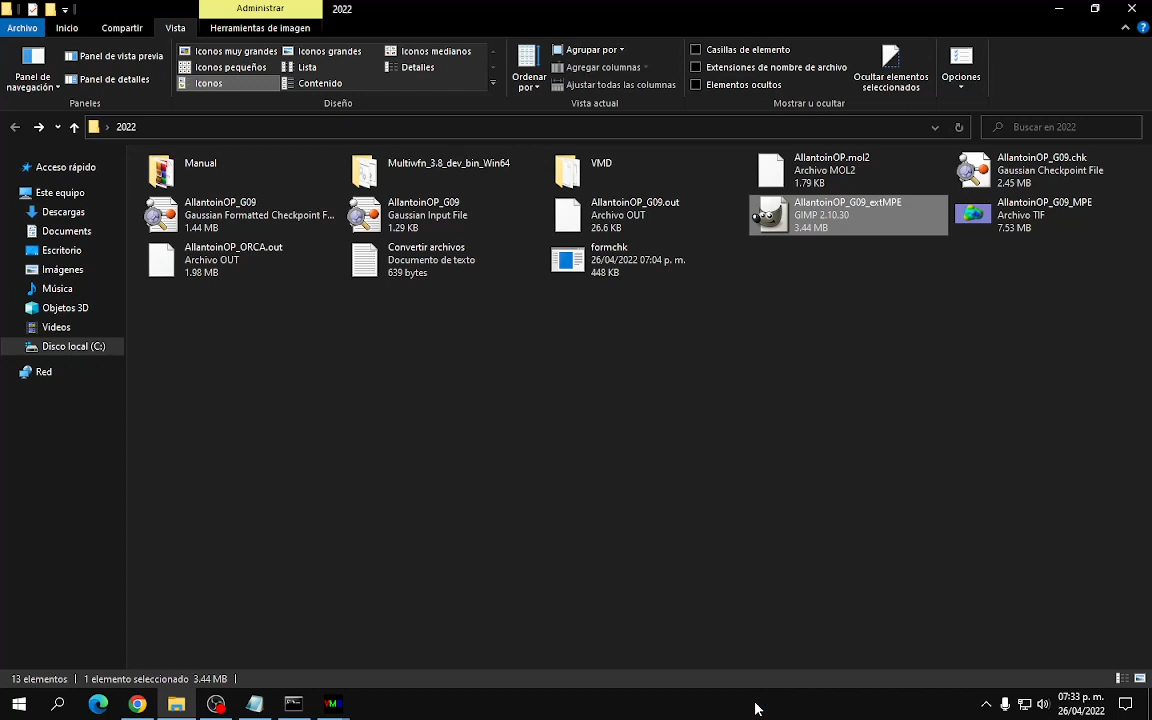 Administrar
2022
Archivo
Inicio
Compartir
Vista
Herramientas de imagen
Panel de navegación
Panel de vista previa
Panel de detalles
Paneles
Iconos muy grandes
Iconos grandes
Iconos medianos
Iconos pequeños
Lista
Detalles
Iconos
Contenido
Diseño
Ordenar por
Agrupar por
Agregar columnas
Ajustar todas las columnas
Vista actual
Casillas de elemento
Extensiones de nombre de archivo
Elementos ocultos
Ocultar elementos seleccionados
Mostrar u ocultar
Opciones
2022
Buscar en 2022
Acceso rápido
Este equipo
Descargas
Documents
Escritorio
Imágenes
Música
Objetos 3D
Videos
Disco local (C:)
Red
Manual
Multiwfn_3.8_dev_bin_Win64
VMD
AllantoinOP.mol2
Archivo MOL2
1.79 KB
AllantoinOP_G09.chk
Gaussian Checkpoint File
2.45 MB
AllantoinOP_G09
Gaussian Formatted Checkpoint F...
1.44 MB
AllantoinOP_G09
Gaussian Input File
1.29 KB
AllantoinOP_G09.out
Archivo OUT
26.6 KB
AllantoinOP_G09_extMPE
GIMP 2.10.30
3.44 MB
AllantoinOP_G09_MPE
Archivo TIF
7.53 MB
AllantoinOP_ORCA.out
Archivo OUT
1.98 MB
Convertir archivos
Documento de texto
639 bytes
formchk
26/04/2022 07:04 p. m.
448 KB
13 elementos
1 elemento seleccionado 3.44 MB
VMD
07:33 p. m.
26/04/2022